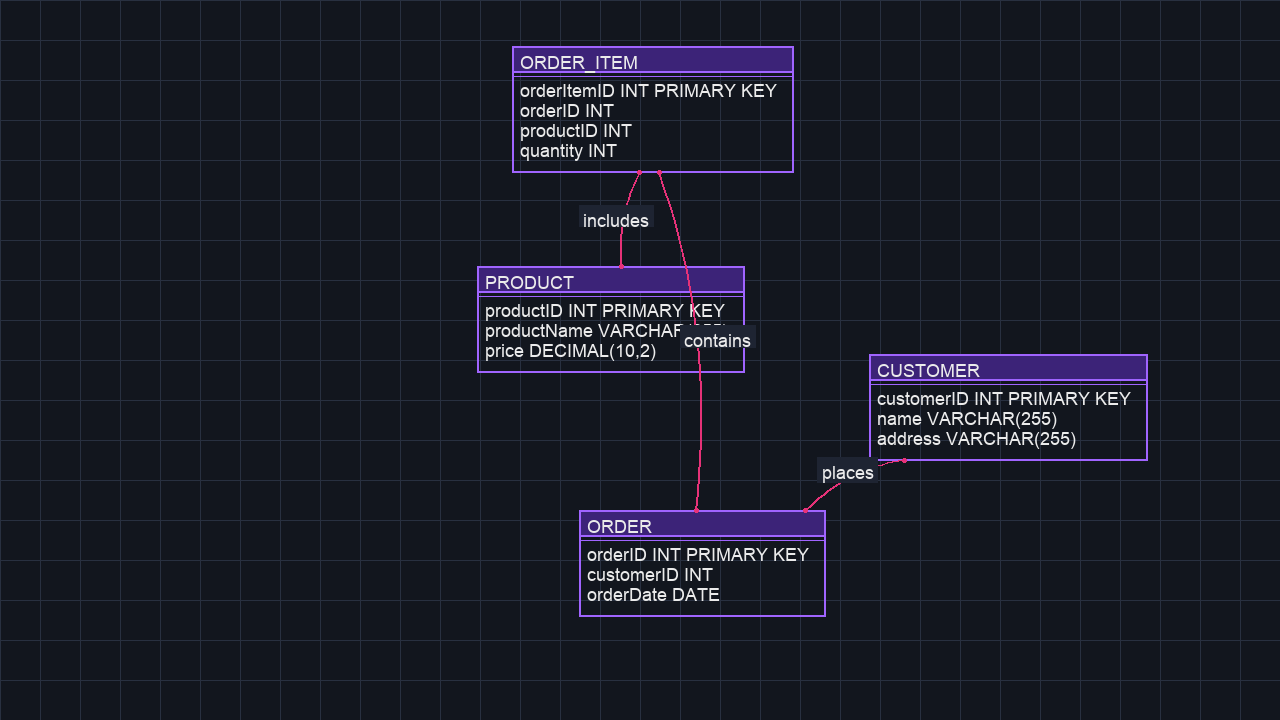 ORDER_ITEM
orderItemID INT PRIMARY KEY
orderID INT
productID INT
quantity INT
includes
PRODUCT
productID INT PRIMARY KEY
productName
price DECIMAL(10,2)
contains
CUSTOMER
customerID INT PRIMARY KEY
name VARCHAR(255)
address VARCHAR(255)
places
ORDER
orderID INT PRIMARY KEY
customerID INT
orderDate DATE